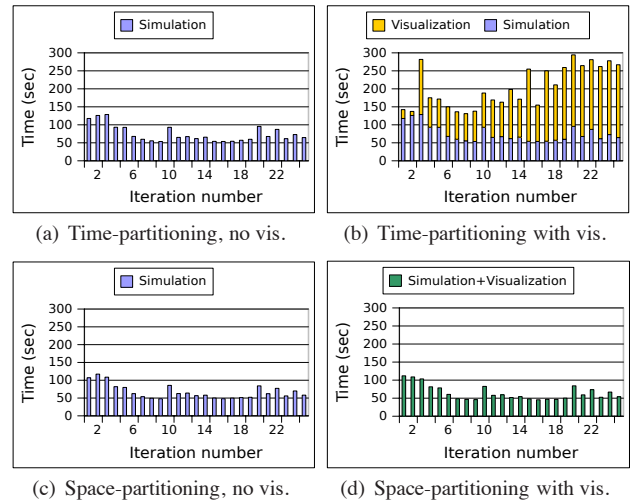 Simulation
Time (sec)
300
250
200
150
100
50
0
2 6 10 14 18 22
Iteration number
(a) Time-partitioning, no vis.
Visualization Simulation
Time (sec)
300
250
200
150
100
50
0
2 6 10 14 18 22
Iteration number
(b) Time-partitioning with vis.
Simulation
Time (sec)
300
250
200
150
100
50
0
2 6 10 14 18 22
Iteration number
(c) Space-partitioning, no vis.
Simulation+Visualization
Time (sec)
300
250
200
150
100
50
0
2 6 10 14 18 22
Iteration number
(d) Space-partitioning with vis.